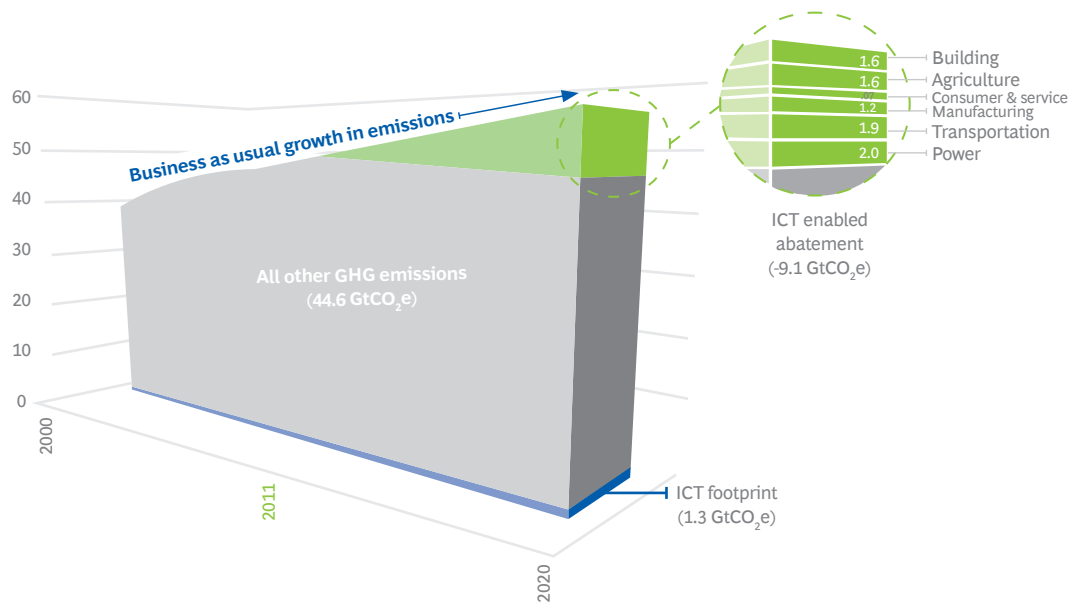 60
50
40
30
20
10
0
2000
2011
2020
Business as usual growth in emissions
All other GHG emissions
(44.6 GtCO₂e)
ICT footprint
(1.3 GtCO₂e)
1.6 Building
1.6 Agriculture
Consumer & service
1.2 Manufacturing
1.9 Transportation
2.0 Power
ICT enabled
abatement
(-9.1 GtCO₂e)